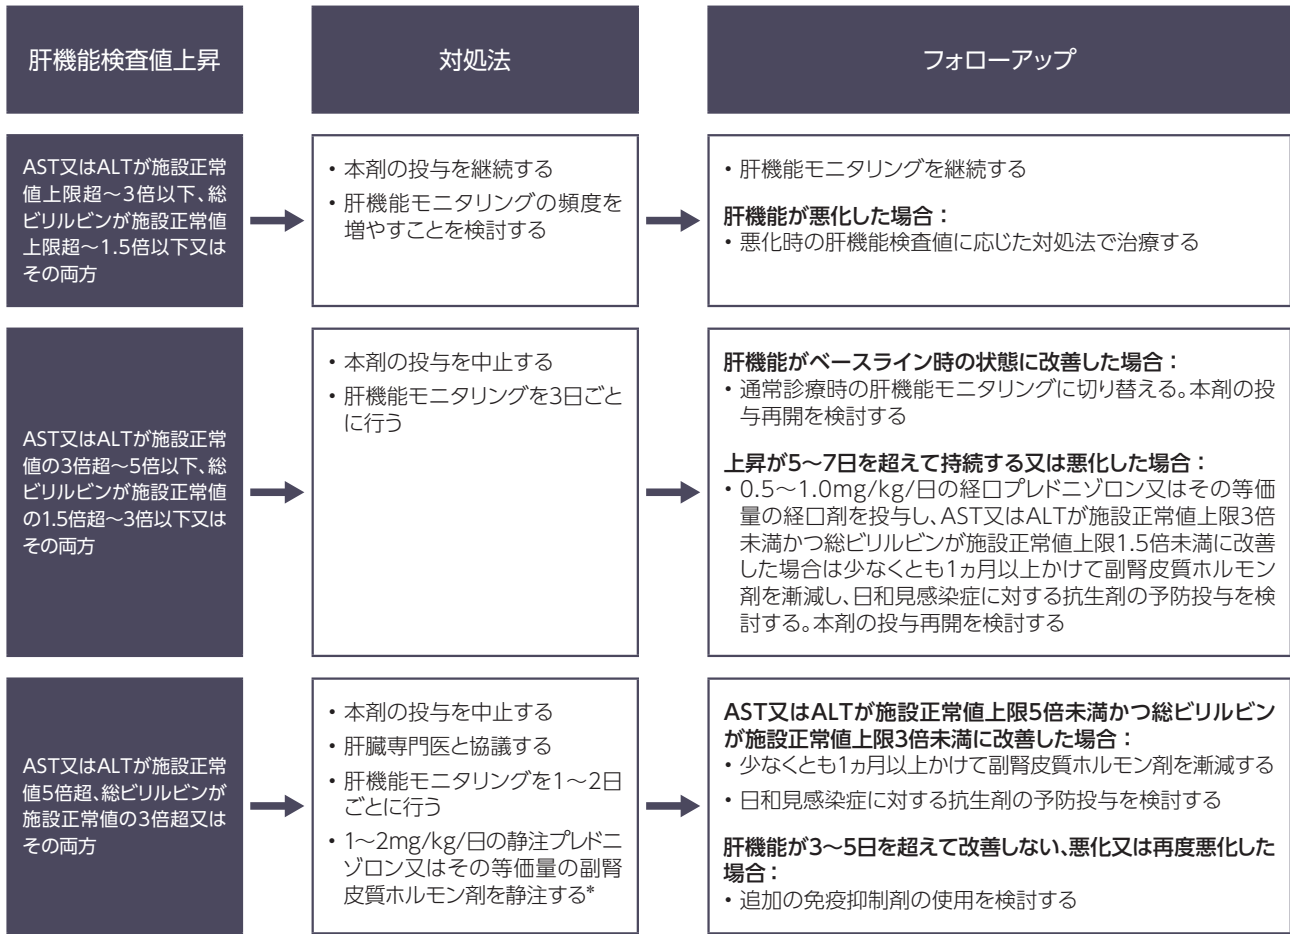 肝機能検査値上昇
対処法
フォローアップ
AST又はALTが施設正常
値上限超～3倍以下、総
ビリルビンが施設正常値
上限超～1.5倍以下又は
その両方
・本剤の投与を継続する
・肝機能モニタリングの頻度を
増やすことを検討する
・肝機能モニタリングを継続する
肝機能が悪化した場合：
・悪化時の肝機能検査値に応じた対処法で治療する
AST又はALTが施設正常
値の3倍超～5倍以下、総
ビリルビンが施設正常値
の1.5倍超～3倍以下又は
その両方
・本剤の投与を中止する
・肝機能モニタリングを3日ごと
に行う
肝機能がベースライン時の状態に改善した場合：
・通常診療時の肝機能モニタリングに切り替える。本剤の投
与再開を検討する
上昇が5～7日を超えて持続する又は悪化した場合：
・0.5～1.0mg/kg/日の経口プレドニゾロン又はその等価
量の経口剤を投与し、AST又はALTが施設正常値上限3倍
未満かつ総ビリルビンが施設正常値上限1.5倍未満に改善
した場合は少なくとも1ヵ月以上かけて副腎皮質ホルモン
剤を漸減し、日和見感染症に対する抗生剤の予防投与を検
討する。本剤の投与再開を検討する
AST又はALTが施設正常
値5倍超、総ビリルビンが
施設正常値の3倍超又は
その両方
・本剤の投与を中止する
・肝臓専門医と協議する
・肝機能モニタリングを1～2日
ごとに行う
・1～2mg/kg/日の静注プレドニ
ゾロン又はその等価量の副腎
皮質ホルモン剤を静注する*
AST又はALTが施設正常値上限5倍未満かつ総ビリルビン
が施設正常値上限3倍未満に改善した場合：
・少なくとも1ヵ月以上かけて副腎皮質ホルモン剤を漸減する
・日和見感染症に対する抗生剤の予防投与を検討する
肝機能が3～5日を超えて改善しない、悪化又は再度悪化した
場合：
・追加の免疫抑制剤の使用を検討する